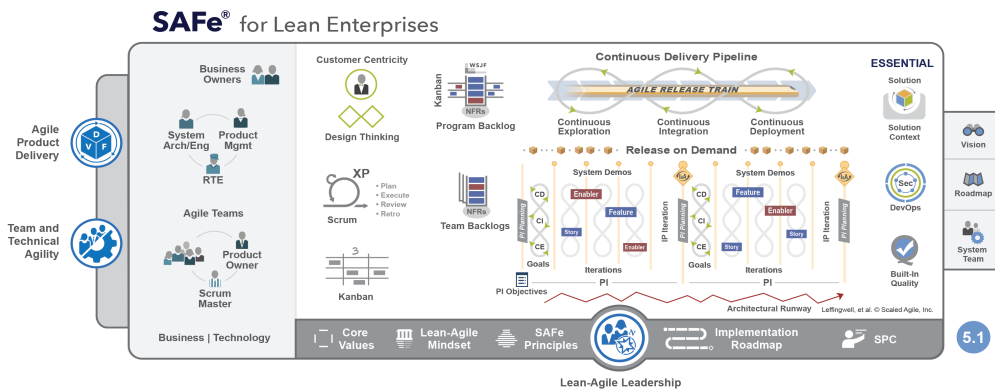 SAFe® for Lean Enterprises
Business
Owners
System
Arch/Eng
Product
Mgmt
RTE
Agile Teams
Product
Owner
Scrum
Master
Business | Technology
Agile
Product
Delivery
D
V
F
Team and
Technical
Agility
Customer Centricity
Design Thinking
XP
• Plan
• Execute
• Review
• Retro
Scrum
3
Kanban
Kanban
WSJF
NFRs
Program Backlog
NFRs
Team Backlogs
Continuous Delivery Pipeline
AGILE RELEASE TRAIN
Continuous
Exploration
Continuous
Integration
Continuous
Deployment
Release on Demand
System Demos
System Demos
PI Planning
CD
CI
CE
Goals
Enabler
Feature
Story
Enabler
Iterations
IP Iteration
I&A
PI Planning
CD
CI
CE
Goals
Feature
Enabler
Story
Story
Iterations
IP Iteration
I&A
PI Planning
PI Objectives
PI
PI
Architectural Runway
Leffingwell, et al. © Scaled Agile, Inc.
ESSENTIAL
Solution
Solution
Context
Sec
DevOps
Built-In
Quality
Vision
Roadmap
System
Team
Core
Values
Lean-Agile
Mindset
SAFe
Principles
Implementation
Roadmap
SPC
Lean-Agile Leadership
5.1